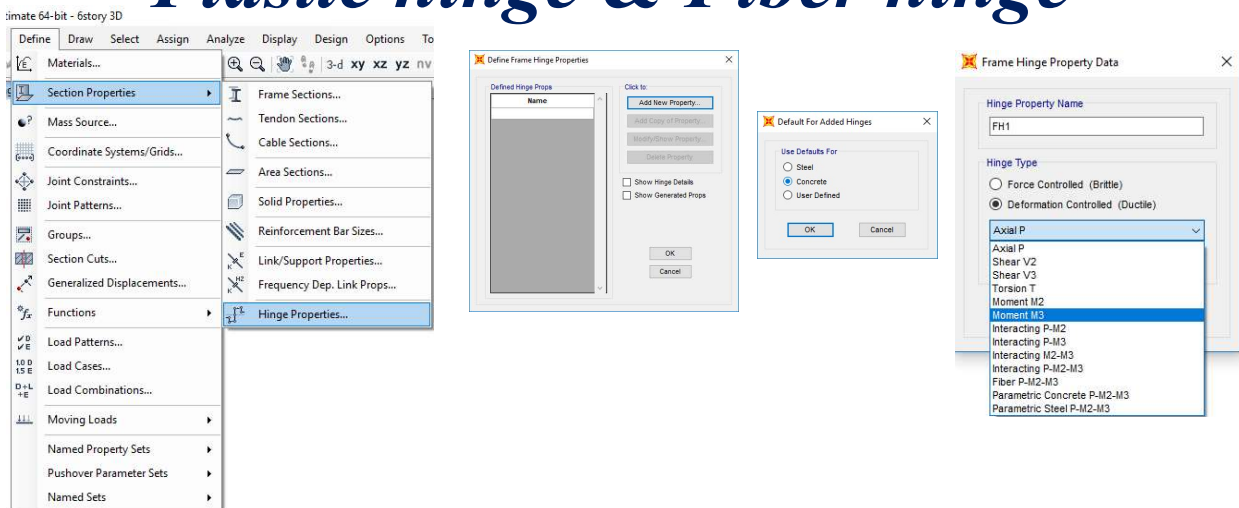 Plastic hinge & Fiber hinge
timate 64-bit - 6story 3D
Define Draw Select Assign Analyze Display Design Options To
3-d xy xz yz nv
Materials...
Section Properties
Mass Source...
Coordinate Systems/Grids...
Joint Constraints...
Joint Patterns...
Groups...
Section Cuts...
Generalized Displacements...
Functions
Load Patterns...
Load Cases...
Load Combinations...
Moving Loads
Named Property Sets
Pushover Parameter Sets
Named Sets
Frame Sections...
Tendon Sections...
Cable Sections...
Area Sections...
Solid Properties...
Reinforcement Bar Sizes...
Link/Support Properties...
Frequency Dep. Link Props...
Hinge Properties...
Define Frame Hinge Properties
Defined Hinge Props
Name
Click to:
Add New Property...
Add Copy of Property...
Modify/Show Property...
Delete Property
Show Hinge Details
Show Generated Props
OK
Cancel
Default For Added Hinges
Use Defaults For
Steel
Concrete
User Defined
OK Cancel
Frame Hinge Property Data
Hinge Property Name
FH1
Hinge Type
Force Controlled (Brittle)
Deformation Controlled (Ductile)
Axial P
Axial P
Shear V2
Shear V3
Torsion T
Moment M2
Moment M3
Interacting P-M2
Interacting P-M3
Interacting M2-M3
Interacting P-M2-M3
Fiber P-M2-M3
Parametric Concrete P-M2-M3
Parametric Steel P-M2-M3